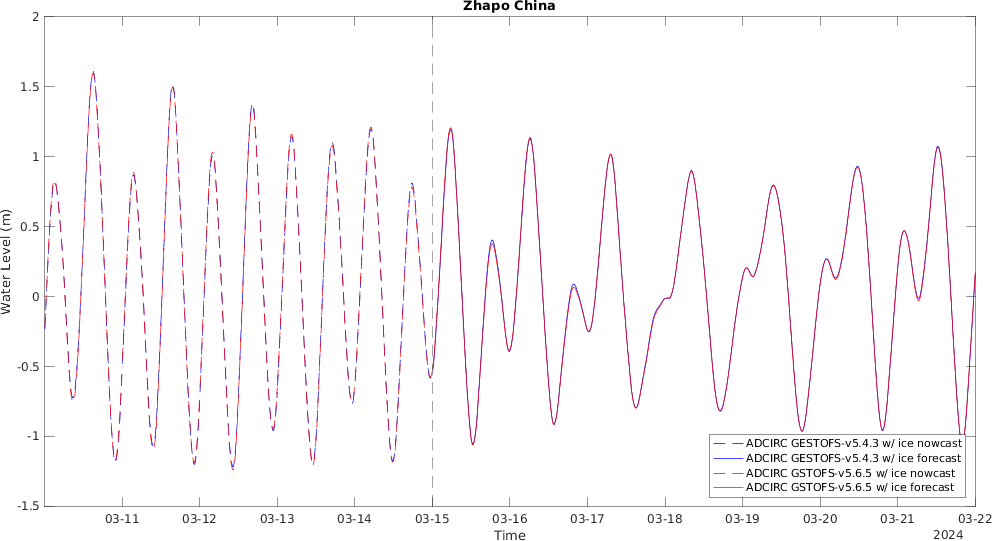 Zhapo China
2
1.5
1
0.5
0
-0.5
-1
-1.5
Water Level (m)
03-11 03-12 03-13 03-14 03-15 03-16 03-17 03-18 03-19 03-20 03-21 03-22
Time
2024
ADCIRC GESTOFS-v5.4.3 w/ ice nowcast
ADCIRC GESTOFS-v5.4.3 w/ ice forecast
ADCIRC GSTOFS-v5.6.5 w/ ice nowcast
ADCIRC GSTOFS-v5.6.5 w/ ice forecast